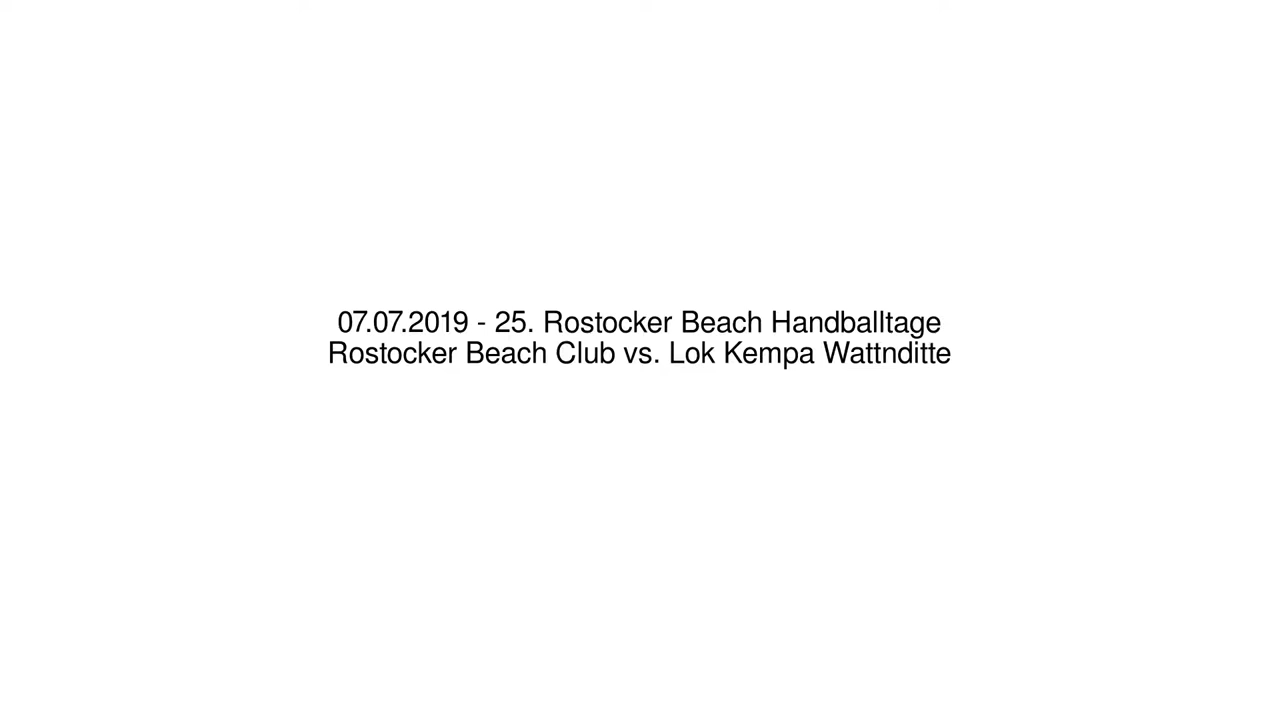 07.07.2019 - 25. Rostocker Beach Handballtage
Rostocker Beach Club vs. Lok Kempa Wattnditte